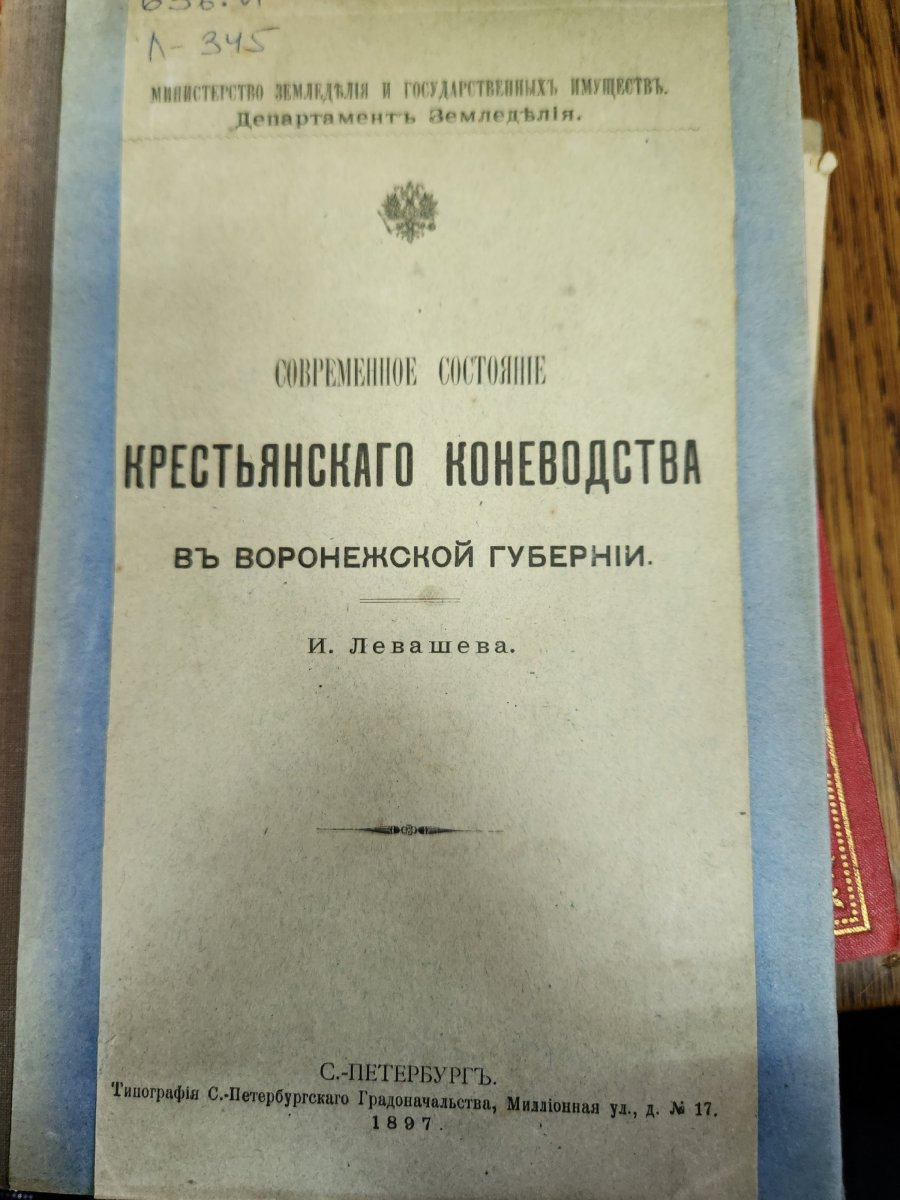 Л-345
МИНИСТЕРСТВО ЗЕМЛЕДѢЛІЯ И ГОСУДАРСТВЕННЫХЪ ИМУЩЕСТВЪ.
Департаментъ Земледѣлія.
СОВРЕМЕННОЕ СОСТОЯНІЕ
КРЕСТЬЯНСКАГО КОНЕВОДСТВА
ВЪ ВОРОНЕЖСКОЙ ГУБЕРНІИ.
И. Левашева.
С.-ПЕТЕРБУРГЪ.
Типографія С.-Петербургскаго Градоначальства, Милліонная ул., д. № 17.
1897.